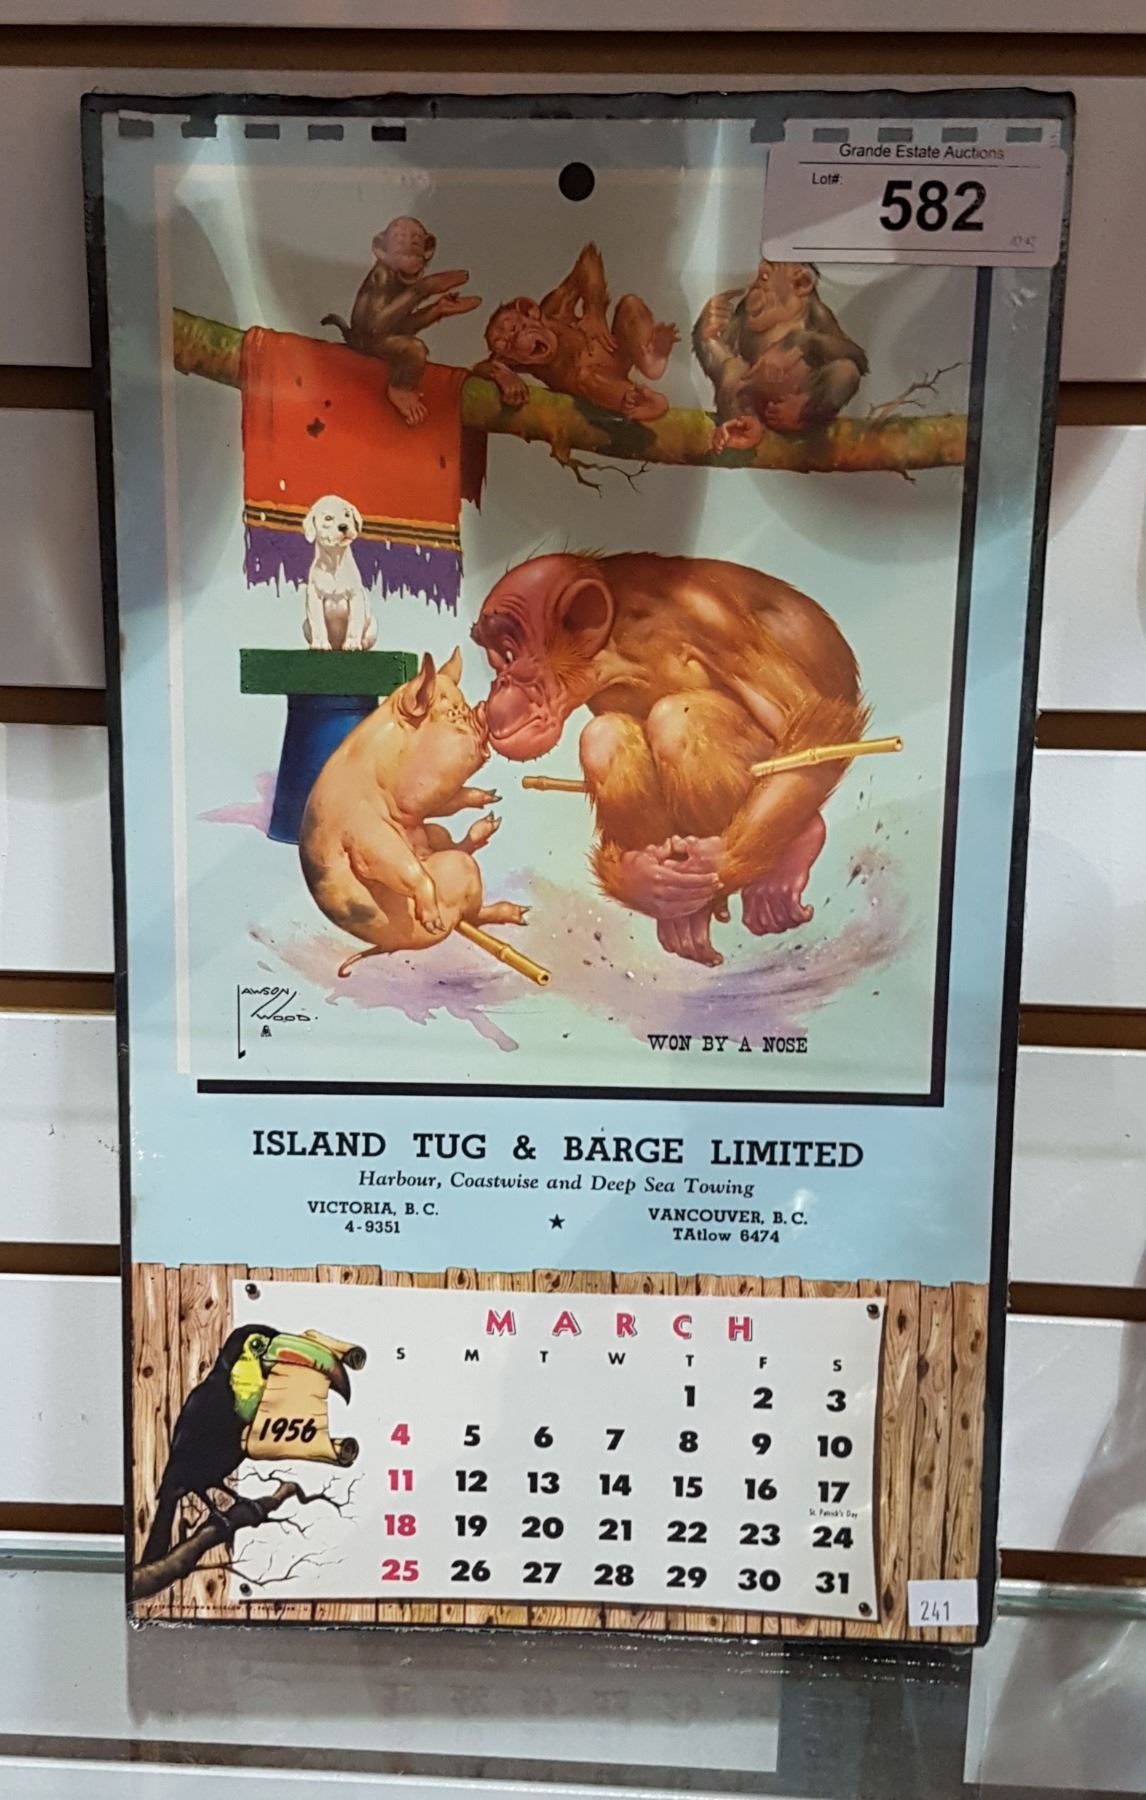 Grande Estate Auctions
Lot#:
582
LAWSON
WOOD.
WON BY A NOSE
ISLAND TUG & BARGE LIMITED
Harbour, Coastwise and Deep Sea Towing
VICTORIA, B. C.
4-9351
★
VANCOUVER, B. C.
TAtlow 6474
MARCH
S M T W T F S
1 2 3
1956
4 5 6 7 8 9 10
11 12 13 14 15 16 17
St. Patrick's Day
18 19 20 21 22 23 24
25 26 27 28 29 30 31
241